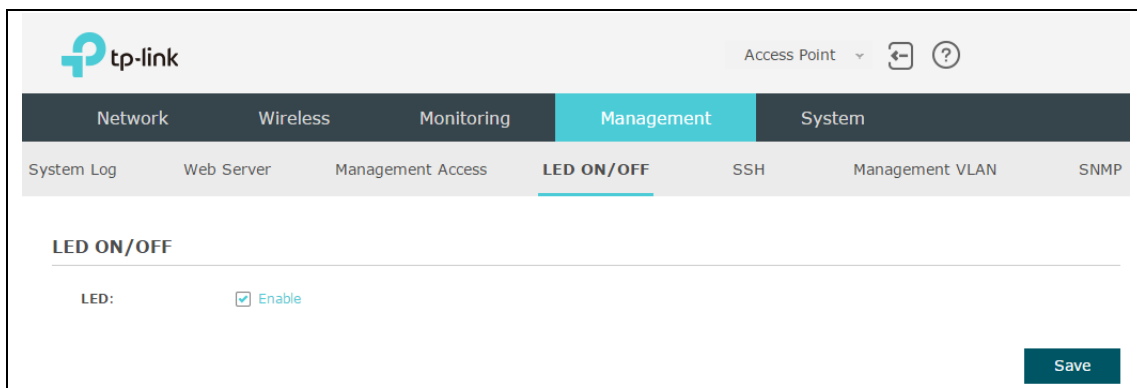 tp-link
Access Point
Network Wireless Monitoring Management System
System Log Web Server Management Access LED ON/OFF SSH Management VLAN SNMP
LED ON/OFF
LED: Enable
Save